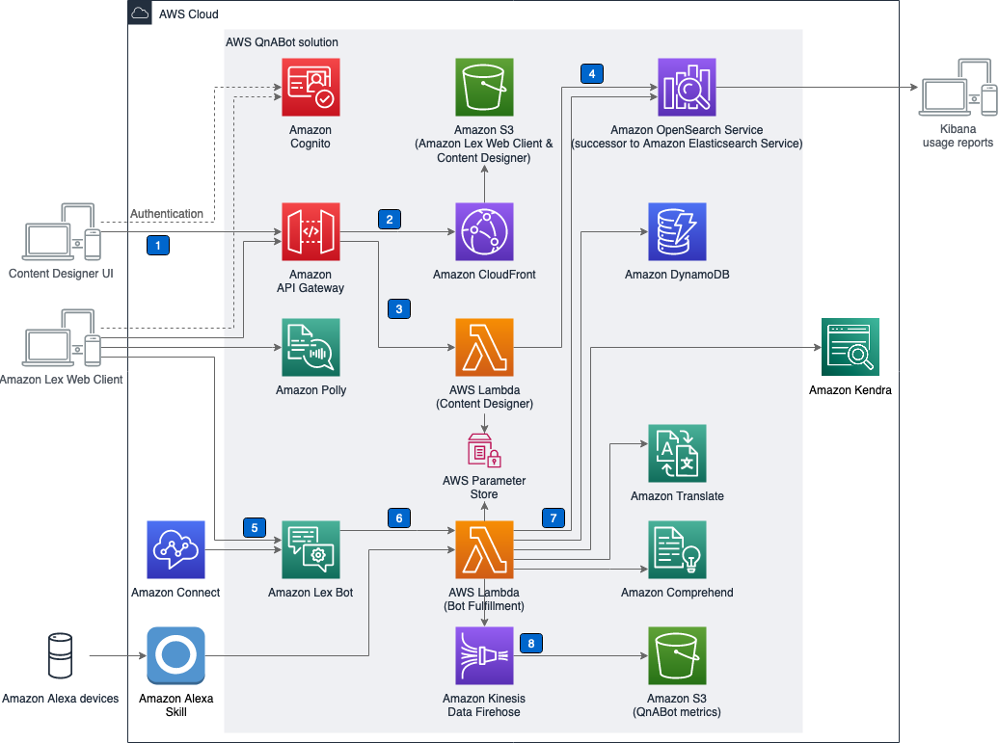 AWS Cloud
AWS QnABot solution
Amazon
Cognito
Amazon S3
(Amazon Lex Web Client &
Content Designer)
4
Amazon OpenSearch Service
(successor to Amazon Elasticsearch Service)
Kibana
usage reports
Authentication
1
Content Designer UI
2
Amazon
API Gateway
Amazon CloudFront
Amazon DynamoDB
3
Amazon Lex Web Client
Amazon Polly
AWS Lambda
(Content Designer)
Amazon Kendra
AWS Parameter
Store
Amazon Translate
5
6
7
Amazon Connect
Amazon Lex Bot
AWS Lambda
(Bot Fulfillment)
Amazon Comprehend
8
Amazon Alexa devices
Amazon Alexa
Skill
Amazon Kinesis
Data Firehose
Amazon S3
(QnABot metrics)